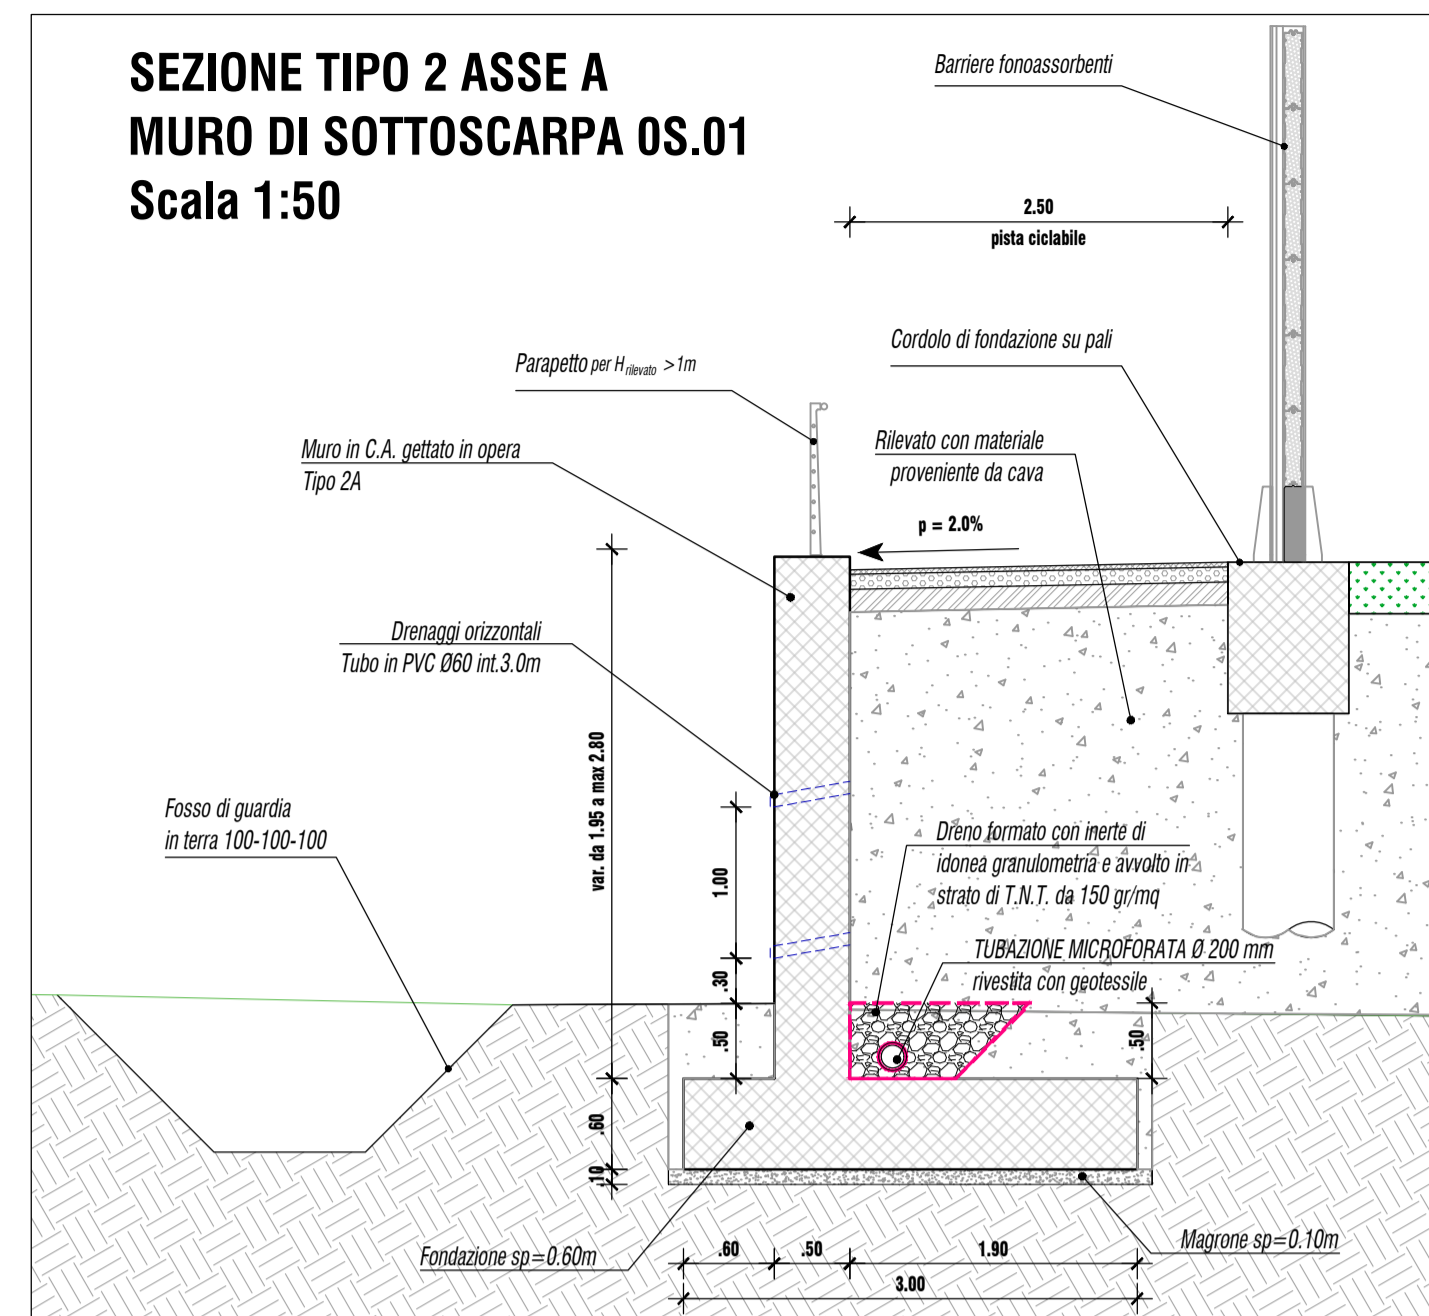 SEZIONE TIPO 2 ASSE A
MURO DI SOTTOSCARPA OS.01
Scala 1:50
Barriere fonoassorbenti
2.50
pista ciclabile
Cordolo di fondazione su pali
Parapetto per H rilevato >1m
Muro in C.A. gettato in opera
Tipo 2A
Rilevato con materiale
proveniente da cava
p = 2.0%
Drenaggi orizzontali
Tubo in PVC Ø60 int.3.0m
var. da 1.95 a max 2.80
Fosso di guardia
in terra 100-100-100
1.00
Dreno formato con inerte di
idonea granulometria e avvolto in
strato di T.N.T. da 150 gr/mq
TUBAZIONE MICROFORATA Ø 200 mm
rivestita con geotessile
.30
.50
.50
.60
.10
Fondazione sp=0.60m
.60
.50
1.90
Magrone sp=0.10m
3.00